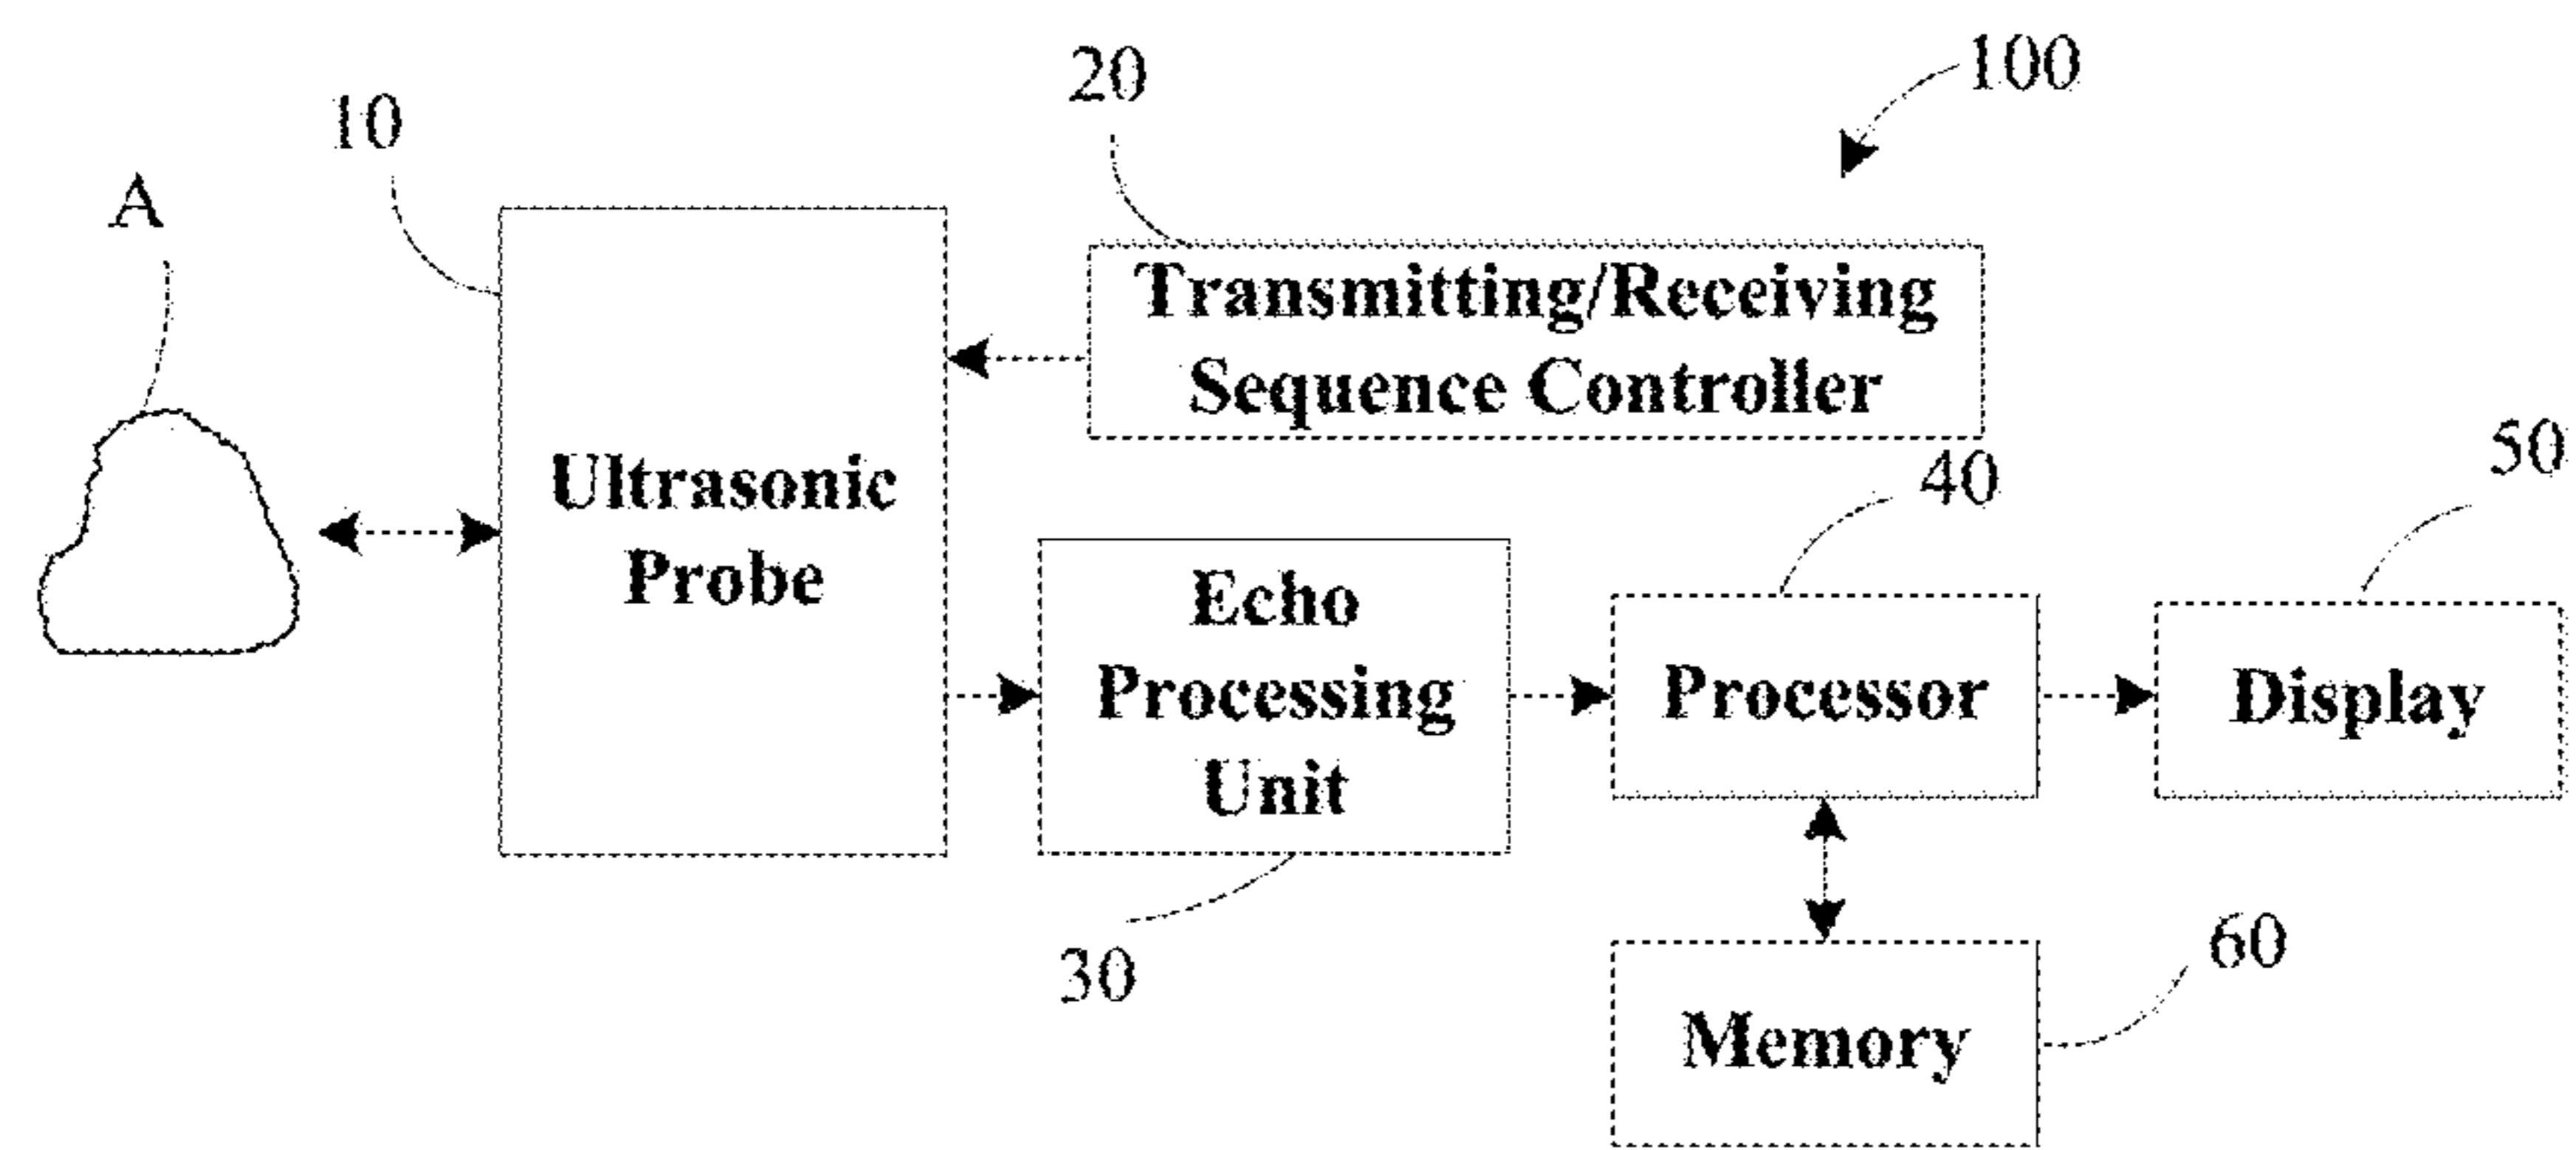 100
20
10
A
Transmitting/Receiving
Sequence Controller
50
40
Ultrasonic
Probe
Echo
Processing
Unit
Processor
Display
30
60
Memory